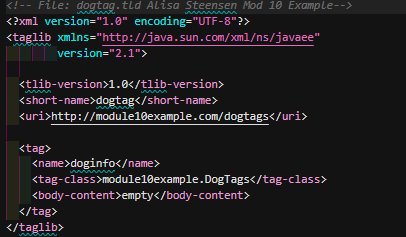 <!-- File: dogtag.tld Alisa Steensen Mod 10 Example-->
<?xml version="1.0" encoding="UTF-8"?>
<taglib xmlns="http://java.sun.com/xml/ns/javaee"
version="2.1">
<tlib-version>1.0</tlib-version>
<short-name>dogtag</short-name>
<uri>http://module10example.com/dogtags</uri>
<tag>
<name>doginfo</name>
<tag-class>module10example.DogTags</tag-class>
<body-content>empty</body-content>
</tag>
</taglib>